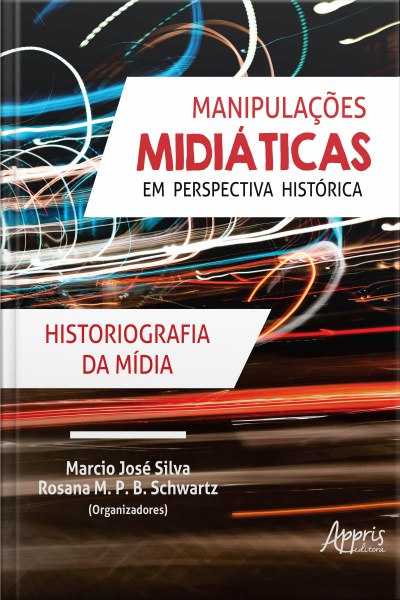 MANIPULAÇÕES
MIDIÁTICAS
EM PERSPECTIVA HISTÓRICA
HISTORIOGRAFIA
DA MÍDIA
Marcio José Silva
Rosana M. P. B. Schwartz
(Organizadores)
Appris
editora